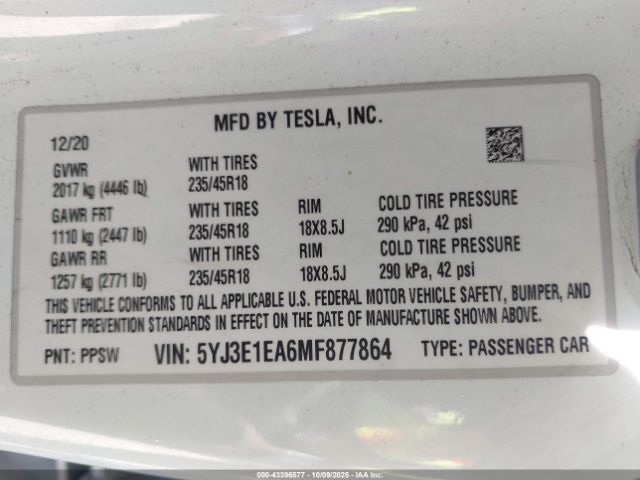 MFD BY TESLA, INC.
12/20
GVWR WITH TIRES
2017 kg (4446 lb) 235/45R18
GAWR FRT WITH TIRES RIM COLD TIRE PRESSURE
1110 kg (2447 lb) 235/45R18 18X8.5J 290 kPa, 42 psi
GAWR RR WITH TIRES RIM COLD TIRE PRESSURE
1257 kg (2771 lb) 235/45R18 18X8.5J 290 kPa, 42 psi
THIS VEHICLE CONFORMS TO ALL APPLICABLE U.S. FEDERAL MOTOR VEHICLE SAFETY, BUMPER, AND
THEFT PREVENTION STANDARDS IN EFFECT ON THE DATE OF MANUFACTURE SHOWN ABOVE.
PNT: PPSW VIN: 5YJ3E1EA6MF877864 TYPE: PASSENGER CAR
000-43396577 - 10/09/2025 - IAA Inc.